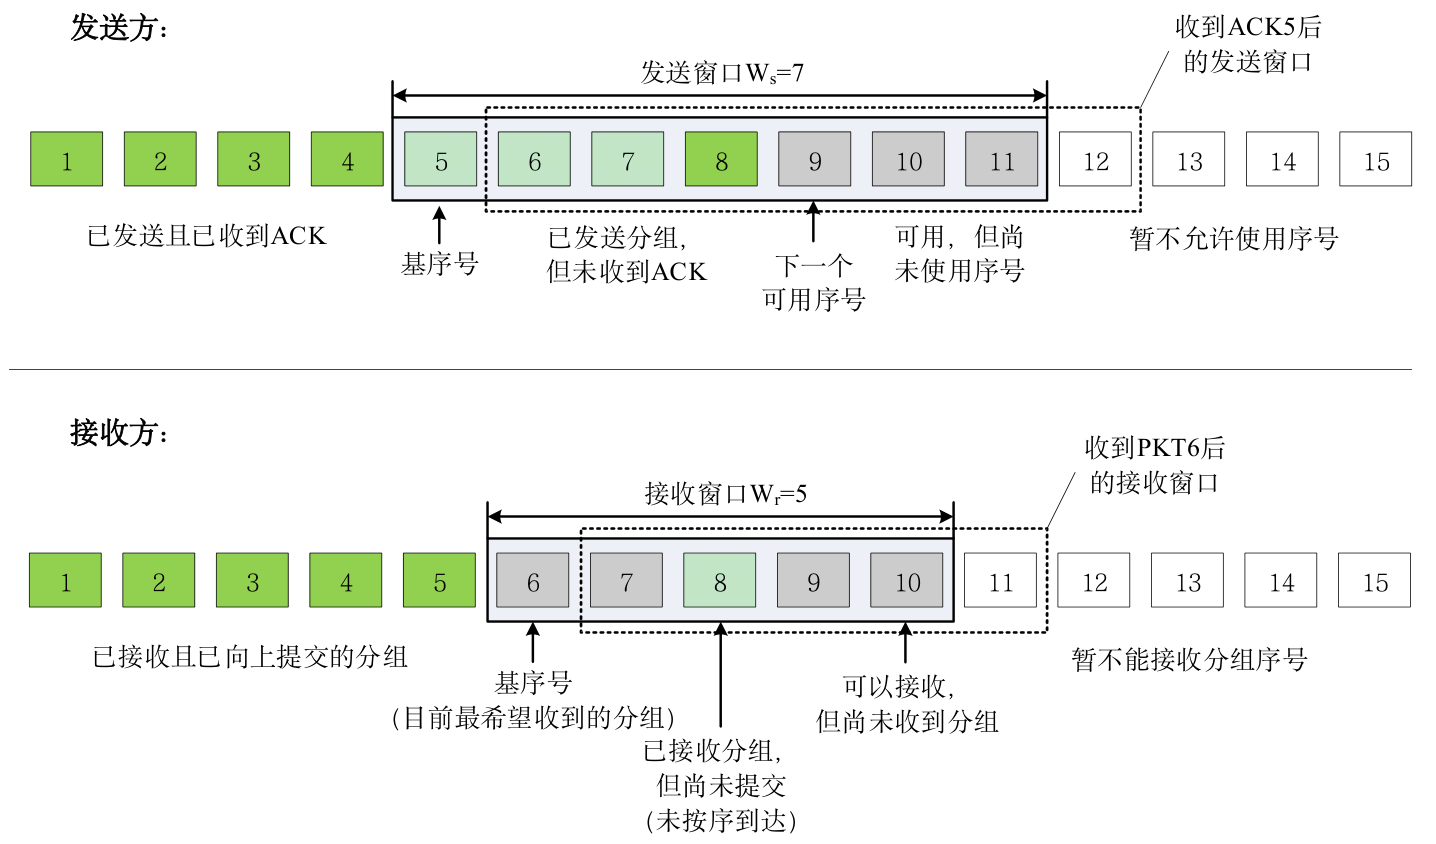 发送方：
收到ACK5后
的发送窗口
发送窗口Ws=7
1 2 3 4 5 6 7 8 9 10 11 12 13 14 15
已发送且已收到ACK
基序号
已发送分组，
但未收到ACK
下一个
可用序号
可用，但尚
未使用序号
暂不允许使用序号
接收方：
收到PKT6后
的接收窗口
接收窗口Wr=5
1 2 3 4 5 6 7 8 9 10 11 12 13 14 15
已接收且已向上提交的分组
基序号
（目前最希望收到的分组）
已接收分组，
但尚未提交
（未按序到达）
可以接收，
但尚未收到分组
暂不能接收分组序号